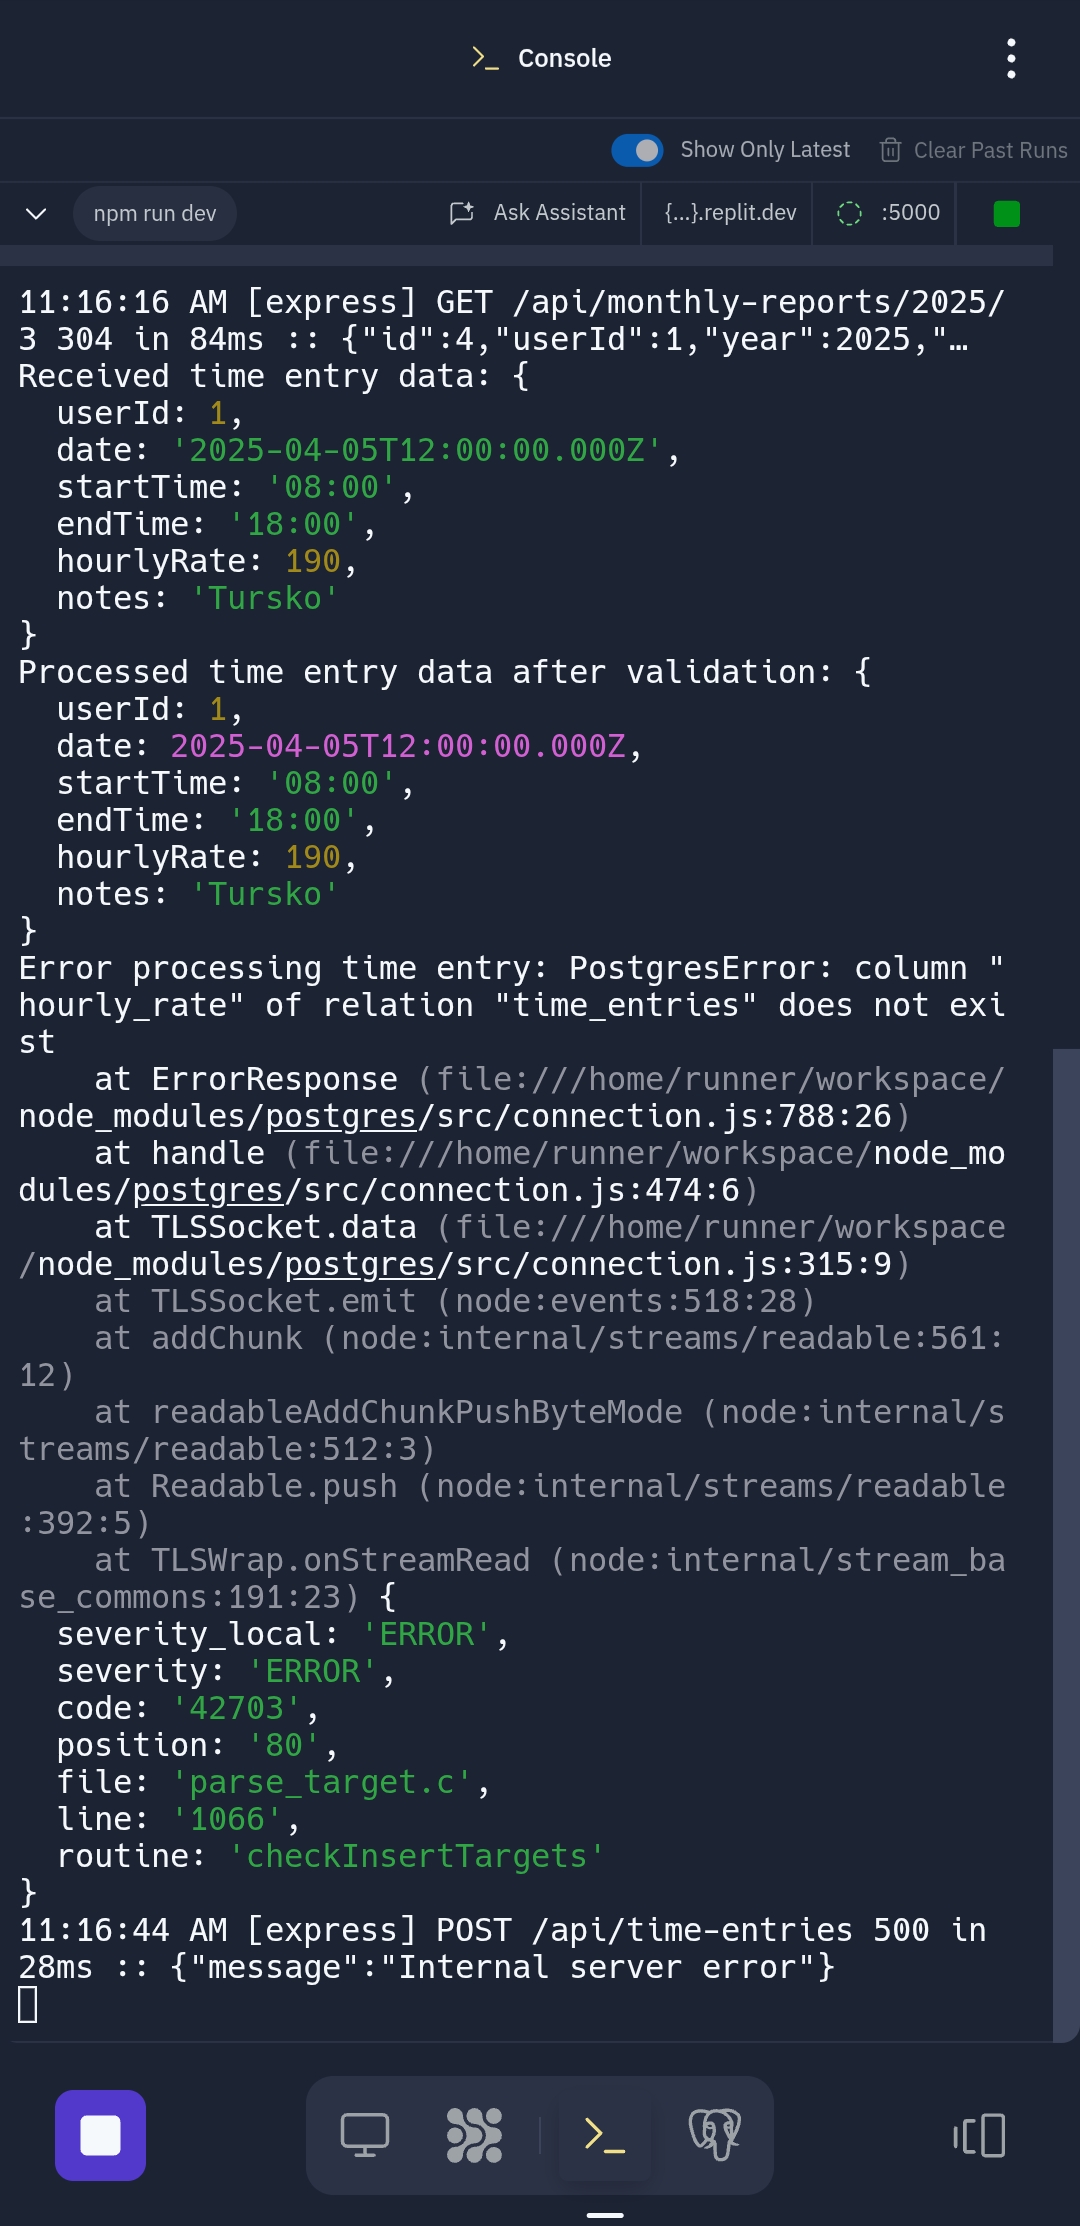 Console
Show Only Latest Clear Past Runs
npm run dev Ask Assistant {...}.replit.dev :5000
11:16:16 AM [express] GET /api/monthly-reports/2025/
3 304 in 84ms :: {"id":4,"userId":1,"year":2025,"…
Received time entry data: {
  userId: 1,
  date: '2025-04-05T12:00:00.000Z',
  startTime: '08:00',
  endTime: '18:00',
  hourlyRate: 190,
  notes: 'Tursko'
}
Processed time entry data after validation: {
  userId: 1,
  date: 2025-04-05T12:00:00.000Z,
  startTime: '08:00',
  endTime: '18:00',
  hourlyRate: 190,
  notes: 'Tursko'
}
Error processing time entry: PostgresError: column "
hourly_rate" of relation "time_entries" does not exi
st
    at ErrorResponse (file:///home/runner/workspace/
node_modules/postgres/src/connection.js:788:26)
    at handle (file:///home/runner/workspace/node_mo
dules/postgres/src/connection.js:474:6)
    at TLSSocket.data (file:///home/runner/workspace
/node_modules/postgres/src/connection.js:315:9)
    at TLSSocket.emit (node:events:518:28)
    at addChunk (node:internal/streams/readable:561:
12)
    at readableAddChunkPushByteMode (node:internal/s
treams/readable:512:3)
    at Readable.push (node:internal/streams/readable
:392:5)
    at TLSWrap.onStreamRead (node:internal/stream_ba
se_commons:191:23) {
  severity_local: 'ERROR',
  severity: 'ERROR',
  code: '42703',
  position: '80',
  file: 'parse_target.c',
  line: '1066',
  routine: 'checkInsertTargets'
}
11:16:44 AM [express] POST /api/time-entries 500 in
28ms :: {"message":"Internal server error"}